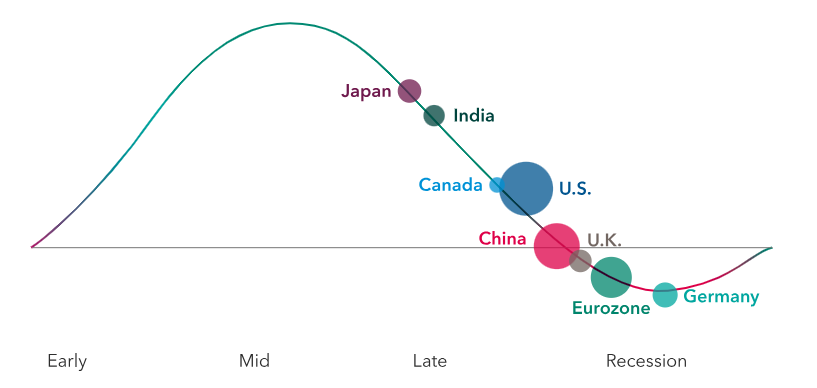 Japan
India
Canada
U.S.
China
U.K.
Eurozone
Germany
Early
Mid
Late
Recession